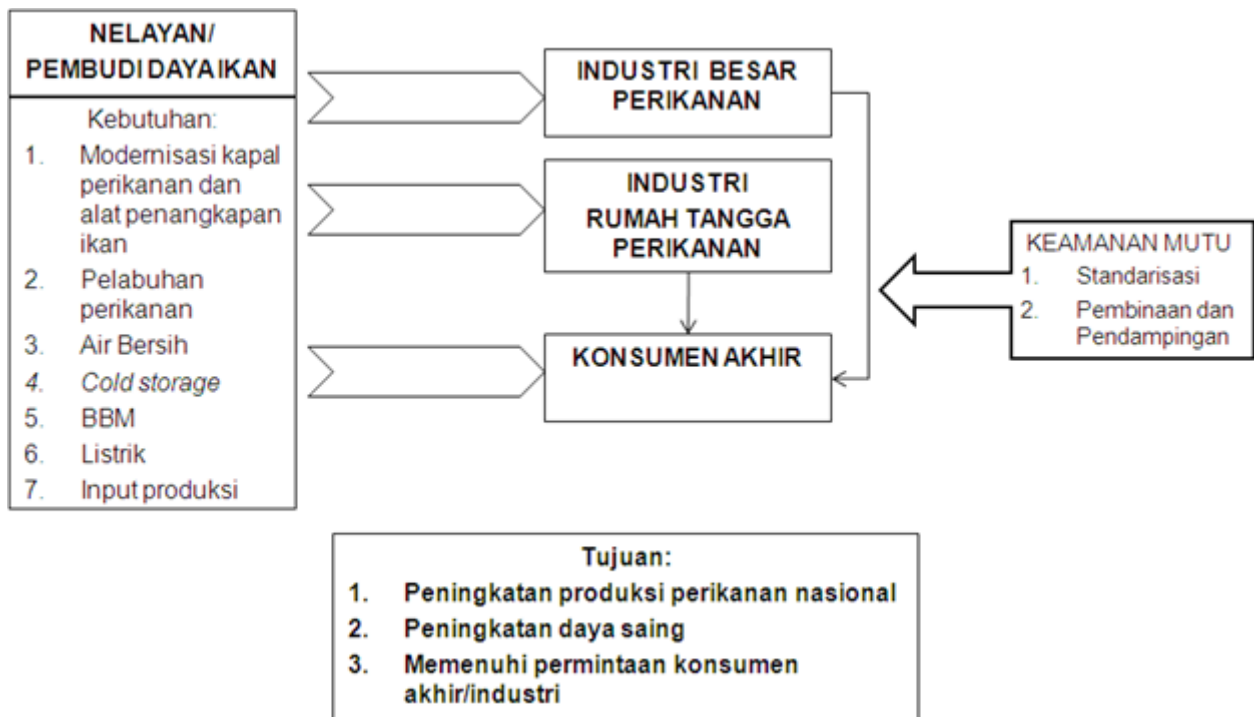 NELAYAN/
PEMBUDI DAYA IKAN
Kebutuhan:
1. Modernisasi kapal
perikanan dan
alat penangkapan
ikan
2. Pelabuhan
perikanan
3. Air Bersih
4. Cold storage
5. BBM
6. Listrik
7. Input produksi
INDUSTRI BESAR
PERIKANAN
INDUSTRI
RUMAH TANGGA
PERIKANAN
KONSUMEN AKHIR
KEAMANAN MUTU
1. Standarisasi
2. Pembinaan dan
Pendampingan
Tujuan:
1. Peningkatan produksi perikanan nasional
2. Peningkatan daya saing
3. Memenuhi permintaan konsumen
akhir/industri